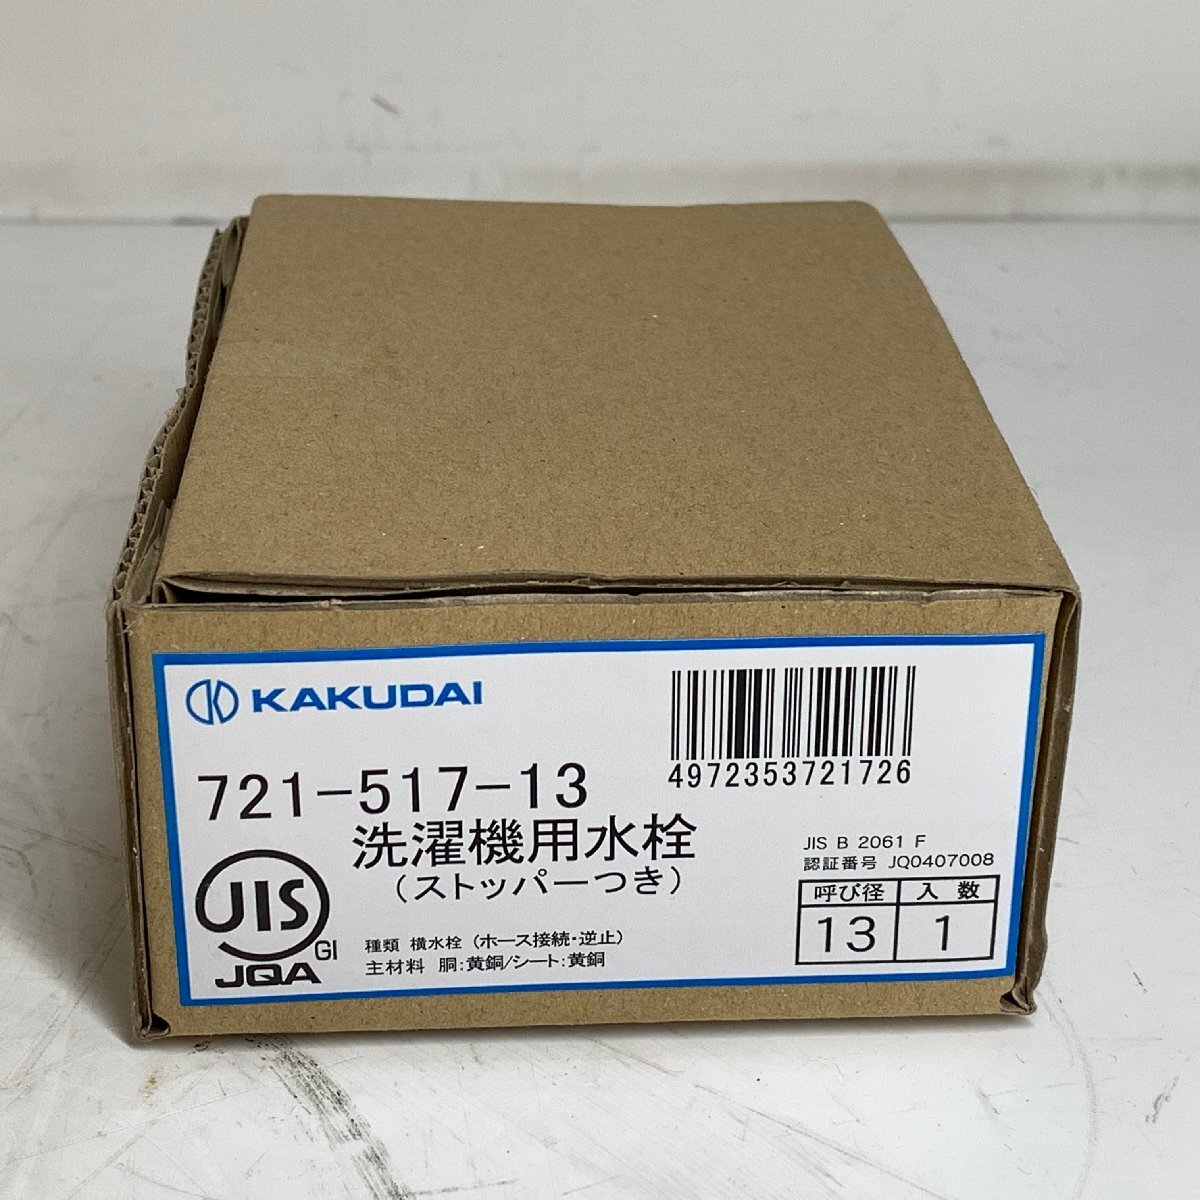 KAKUDAI
4972353721726
721-517-13
洗濯機用水栓
(ストッパーつき)
JIS B 2061 F
認証番号 JQ0407008
JIS
GI
JQA
種類 横水栓 (ホース接続・逆止)
主材料 胴:黄銅/シート:黄銅
呼び径 入数
13 1